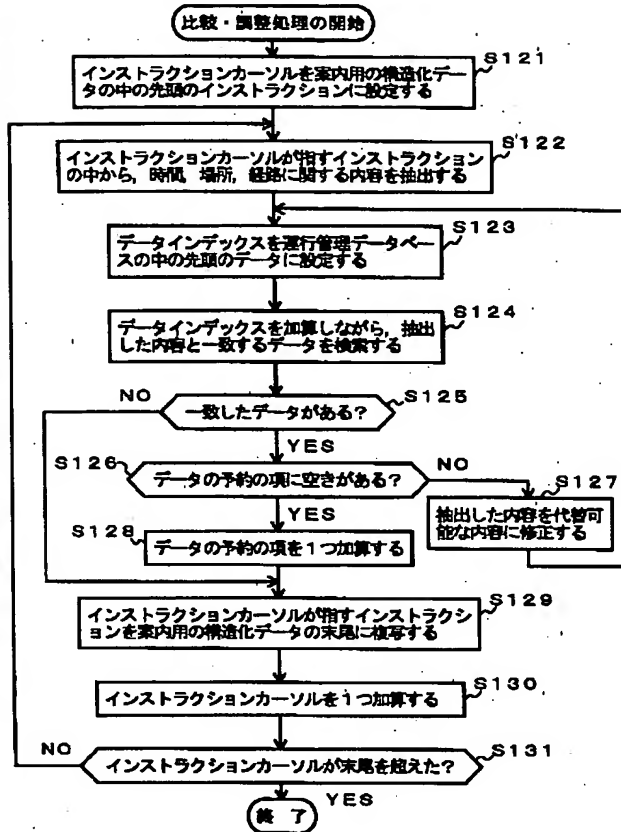 比較・調整処理の開始
S121
インストラクションカーソルを案内用の構造化デー
タの中の先頭のインストラクションに設定する
S122
インストラクションカーソルが指すインストラクション
の中から，時間，場所，経路に関する内容を抽出する
S123
データインデックスを運行管理データベー
スの中の先頭のデータに設定する
S124
データインデックスを加算しながら，抽出
した内容と一致するデータを検索する
S125
NO
一致したデータがある？
YES
S126
データの予約の項に空きがある？
NO
S127
抽出した内容を代替可
能な内容に修正する
YES
S128
データの予約の項を1つ加算する
S129
インストラクションカーソルが指すインストラクショ
ンを案内用の構造化データの末尾に複写する
S130
インストラクションカーソルを1つ加算する
S131
NO
インストラクションカーソルが末尾を超えた？
YES
終了